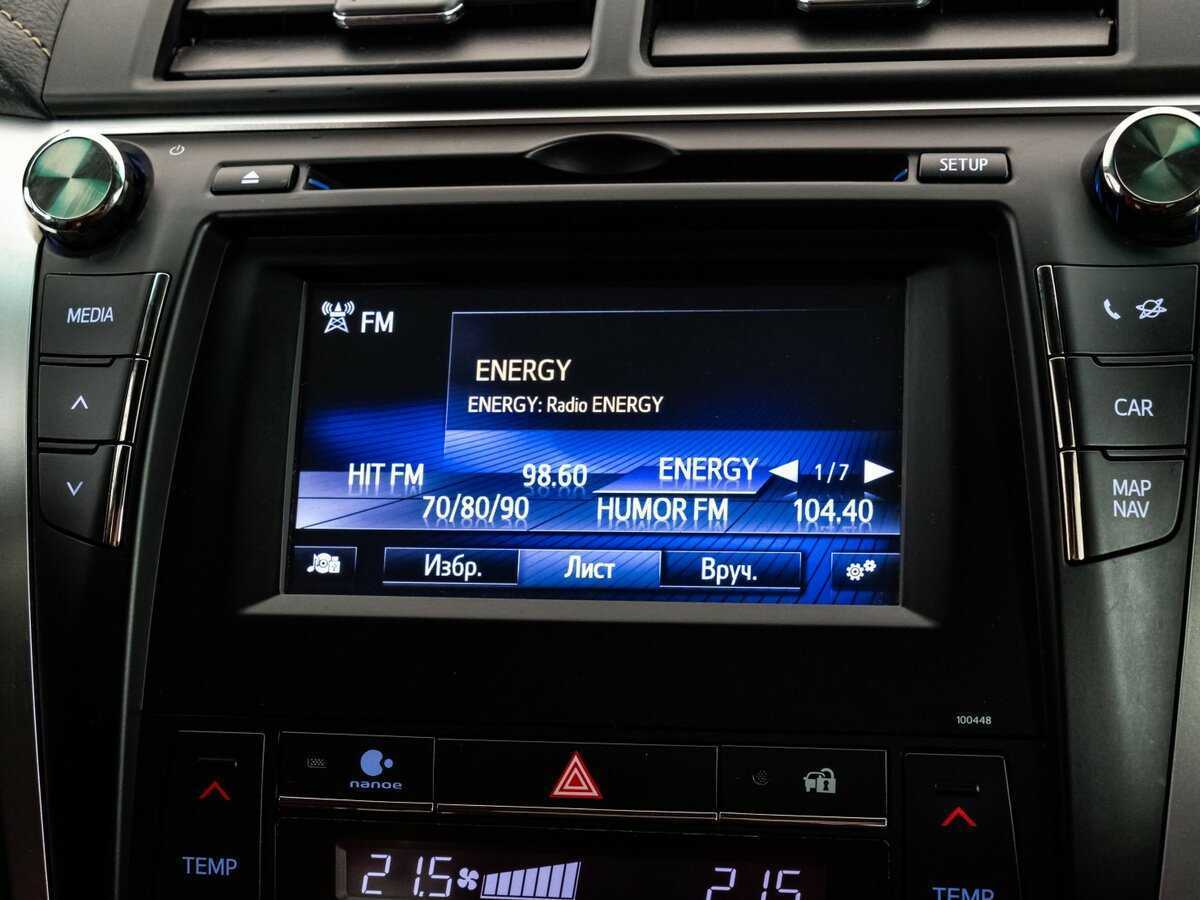 SETUP
MEDIA
FM
ENERGY
ENERGY: Radio ENERGY
HIT FM 98.60 ENERGY 1/7
70/80/90 HUMOR FM 104.40
Избр. Лист Вруч.
CAR
MAP
NAV
100448
nanoe
TEMP
21.5 21.5
TEMP